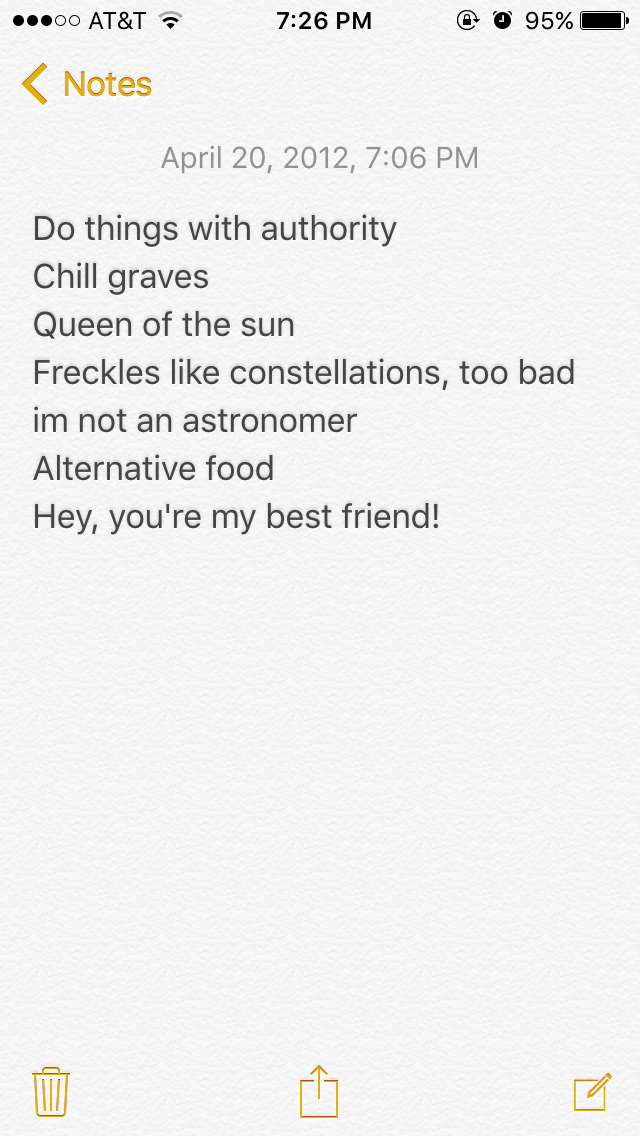 AT&T 7:26 PM 95%
Notes
April 20, 2012, 7:06 PM
Do things with authority
Chill graves
Queen of the sun
Freckles like constellations, too bad
im not an astronomer
Alternative food
Hey, you're my best friend!